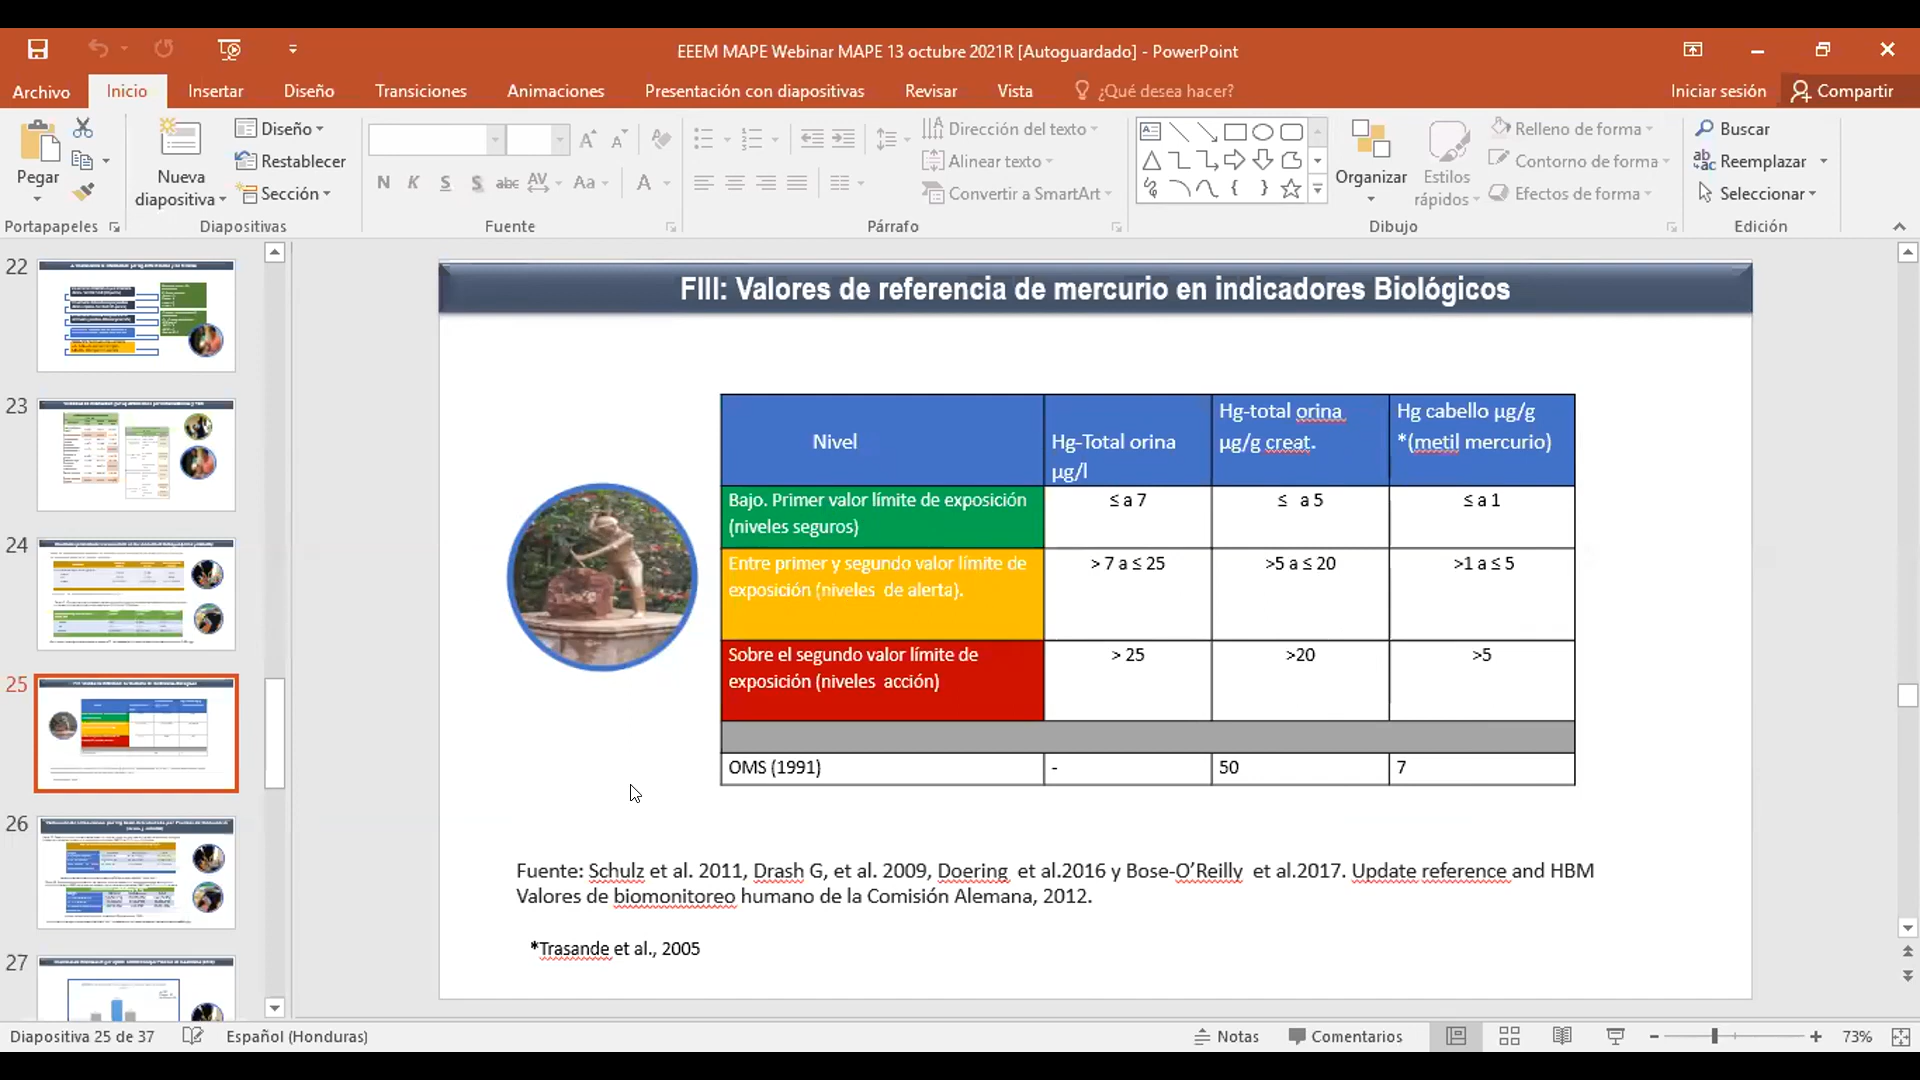 EEEM MAPE Webinar MAPE 13 octubre 2021R [Autoguardado] - PowerPoint
Archivo Inicio Insertar Diseño Transiciones Animaciones Presentación con diapositivas Revisar Vista ¿Qué desea hacer? Iniciar sesión Compartir
Pegar
Portapapeles
Nueva diapositiva
Diseño
Restablecer
Sección
Diapositivas
N K S S abc AV Aa A
Fuente
Dirección del texto
Alinear texto
Convertir a SmartArt
Párrafo
Organizar
Estilos rápidos
Relleno de forma
Contorno de forma
Efectos de forma
Dibujo
Buscar
Reemplazar
Seleccionar
Edición
22
23
24
25
26
27
FIII: Valores de referencia de mercurio en indicadores Biológicos
Nivel
Hg-Total orina
µg/l
Hg-total orina
µg/g creat.
Hg cabello µg/g
*(metil mercurio)
Bajo. Primer valor límite de exposición
(niveles seguros)
≤ a 7
≤ a 5
≤ a 1
Entre primer y segundo valor límite de
exposición (niveles de alerta).
> 7 a ≤ 25
>5 a ≤ 20
>1 a ≤ 5
Sobre el segundo valor límite de
exposición (niveles acción)
> 25
>20
>5
OMS (1991)
-
50
7
Fuente: Schulz et al. 2011, Drash G, et al. 2009, Doering et al.2016 y Bose-O’Reilly et al.2017. Update reference and HBM
Valores de biomonitoreo humano de la Comisión Alemana, 2012.
*Trasande et al., 2005
Diapositiva 25 de 37 Español (Honduras) Notas Comentarios 73%